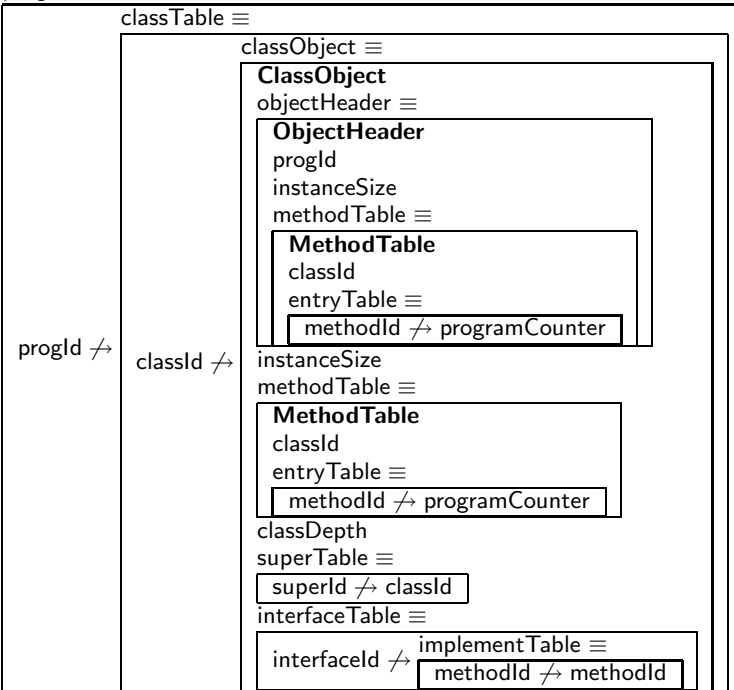 classTable ≡
classObject ≡
ClassObject
objectHeader ≡
ObjectHeader
progId
instanceSize
methodTable ≡
MethodTable
classId
entryTable ≡
methodId ↛ programCounter
progId ↛
classId ↛
instanceSize
methodTable ≡
MethodTable
classId
entryTable ≡
methodId ↛ programCounter
classDepth
superTable ≡
superId ↛ classId
interfaceTable ≡
interfaceId ↛
implementTable ≡
methodId ↛ methodId